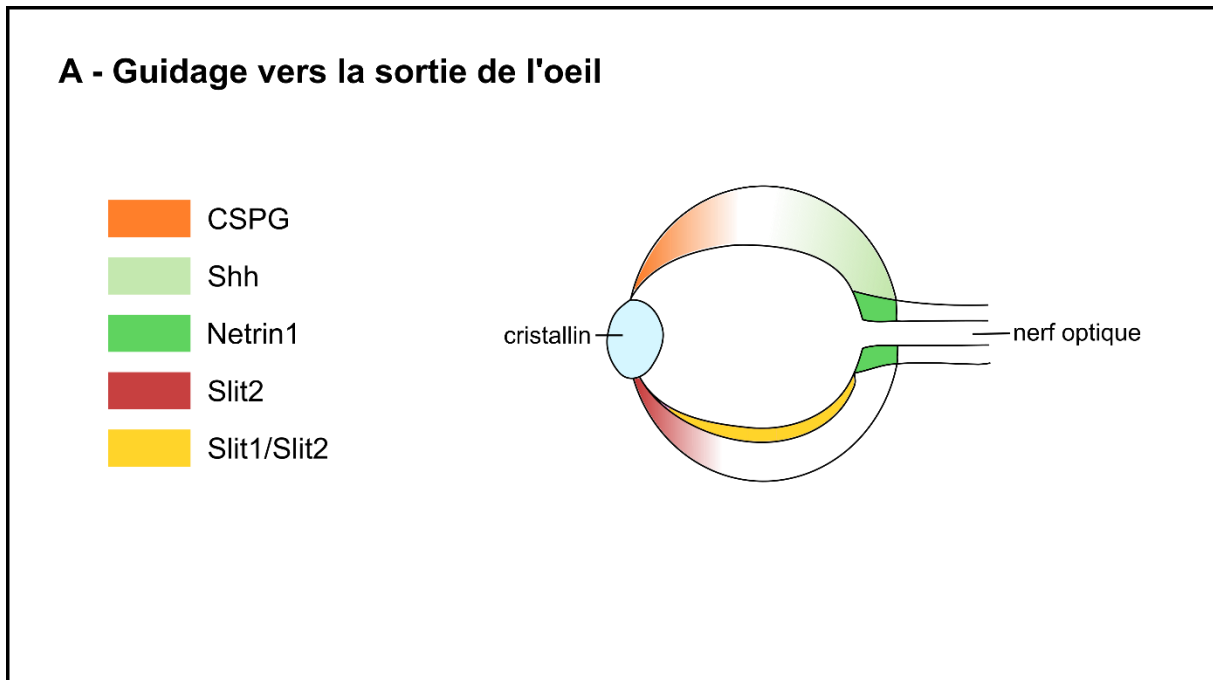 A - Guidage vers la sortie de l'oeil
CSPG
Shh
Netrin1
Slit2
Slit1/Slit2
cristallin
nerf optique